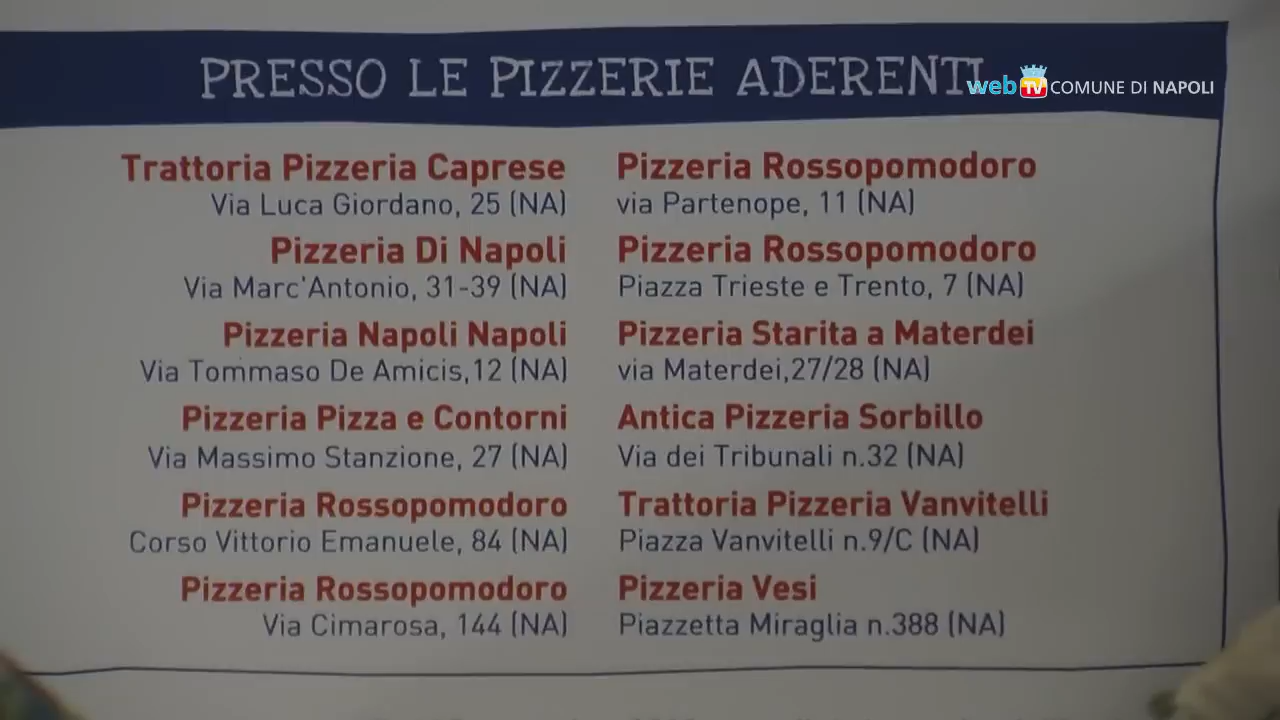 PRESSO LE PIZZERIE ADERENTI
web TV COMUNE DI NAPOLI
Trattoria Pizzeria Caprese
Via Luca Giordano, 25 (NA)
Pizzeria Di Napoli
Via Marc'Antonio, 31-39 (NA)
Pizzeria Napoli Napoli
Via Tommaso De Amicis,12 (NA)
Pizzeria Pizza e Contorni
Via Massimo Stanzione, 27 (NA)
Pizzeria Rossopomodoro
Corso Vittorio Emanuele, 84 (NA)
Pizzeria Rossopomodoro
Via Cimarosa, 144 (NA)
Pizzeria Rossopomodoro
via Partenope, 11 (NA)
Pizzeria Rossopomodoro
Piazza Trieste e Trento, 7 (NA)
Pizzeria Starita a Materdei
via Materdei,27/28 (NA)
Antica Pizzeria Sorbillo
Via dei Tribunali n.32 (NA)
Trattoria Pizzeria Vanvitelli
Piazza Vanvitelli n.9/C (NA)
Pizzeria Vesi
Piazzetta Miraglia n.388 (NA)